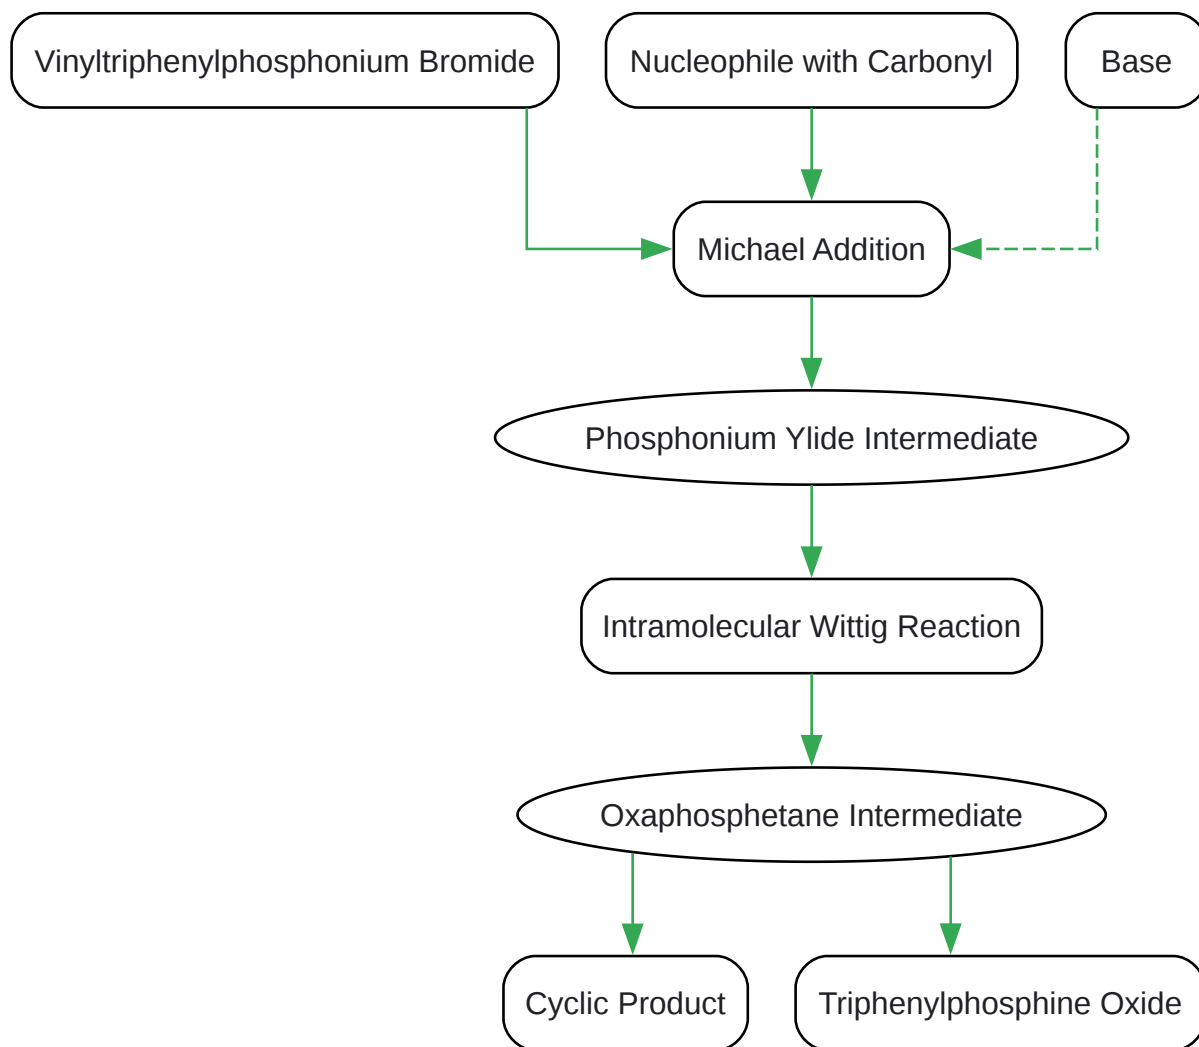 Vinyltriphenylphosphonium Bromide
Nucleophile with Carbonyl
Base
Michael Addition
Phosphonium Ylide Intermediate
Intramolecular Wittig Reaction
Oxaphosphetane Intermediate
Cyclic Product
Triphenylphosphine Oxide